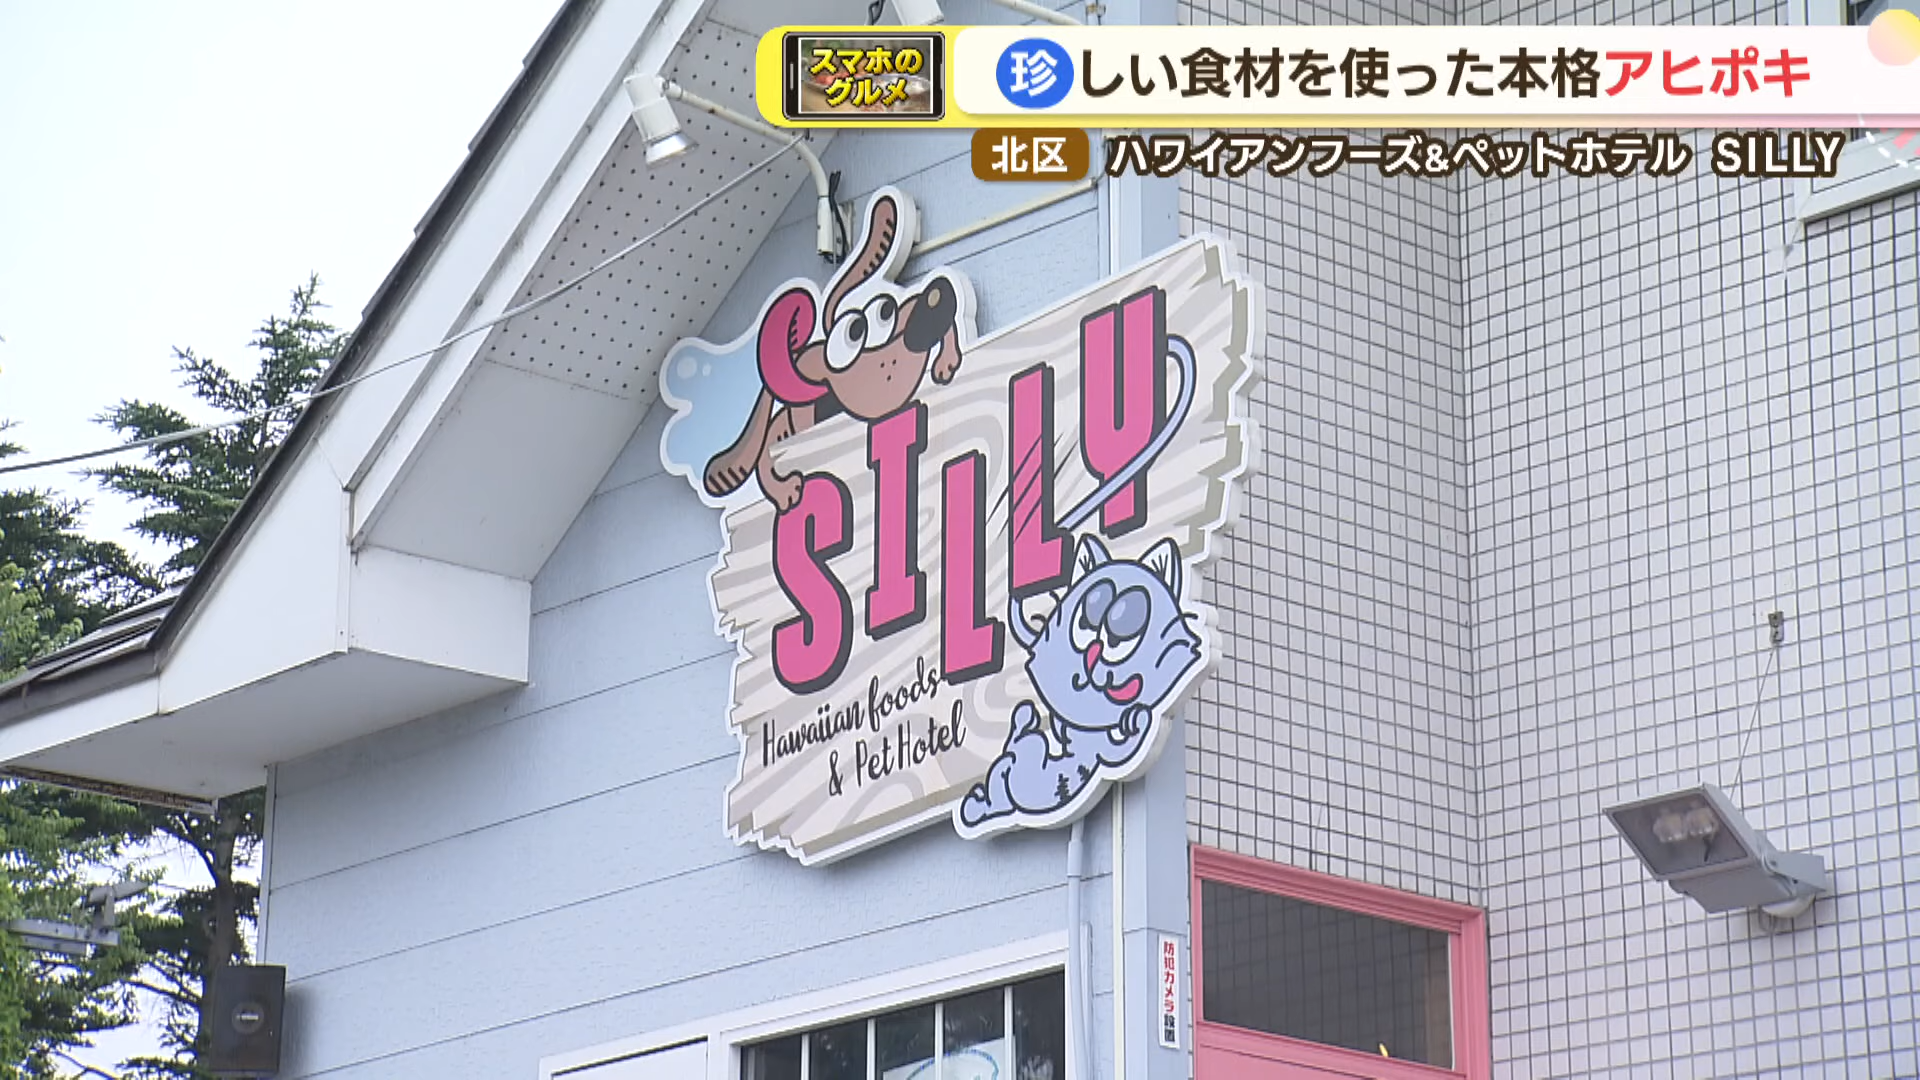 スマホの
グルメ
珍しい食材を使った本格アヒポキ
北区 ハワイアンフーズ&ペットホテル SILLY
SILLY
Hawaiian foods
& Pet Hotel
防犯カメラ設置